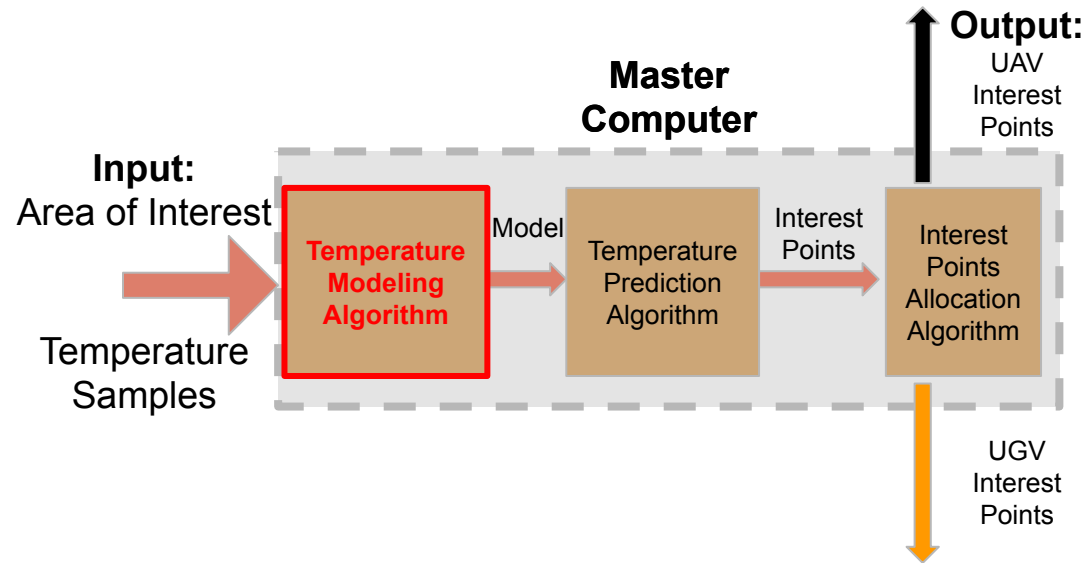 Output:
UAV
Interest
Points
Master
Computer
Input:
Area of Interest
Temperature
Samples
Temperature
Modeling
Algorithm
Model
Temperature
Prediction
Algorithm
Interest
Points
Interest
Points
Allocation
Algorithm
UGV
Interest
Points